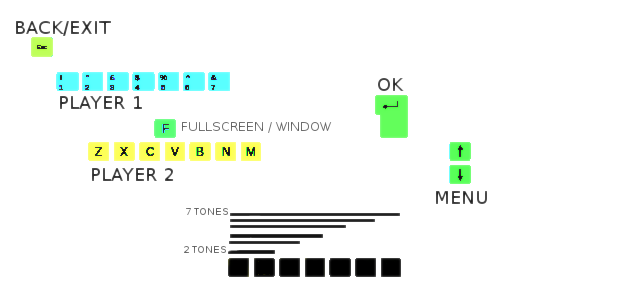 BACK/EXIT
Esc
! " £ $ % ^ &
1 2 3 4 5 6 7
OK
PLAYER 1
F FULLSCREEN / WINDOW
Z X C V B N M
PLAYER 2
MENU
7 TONES
2 TONES